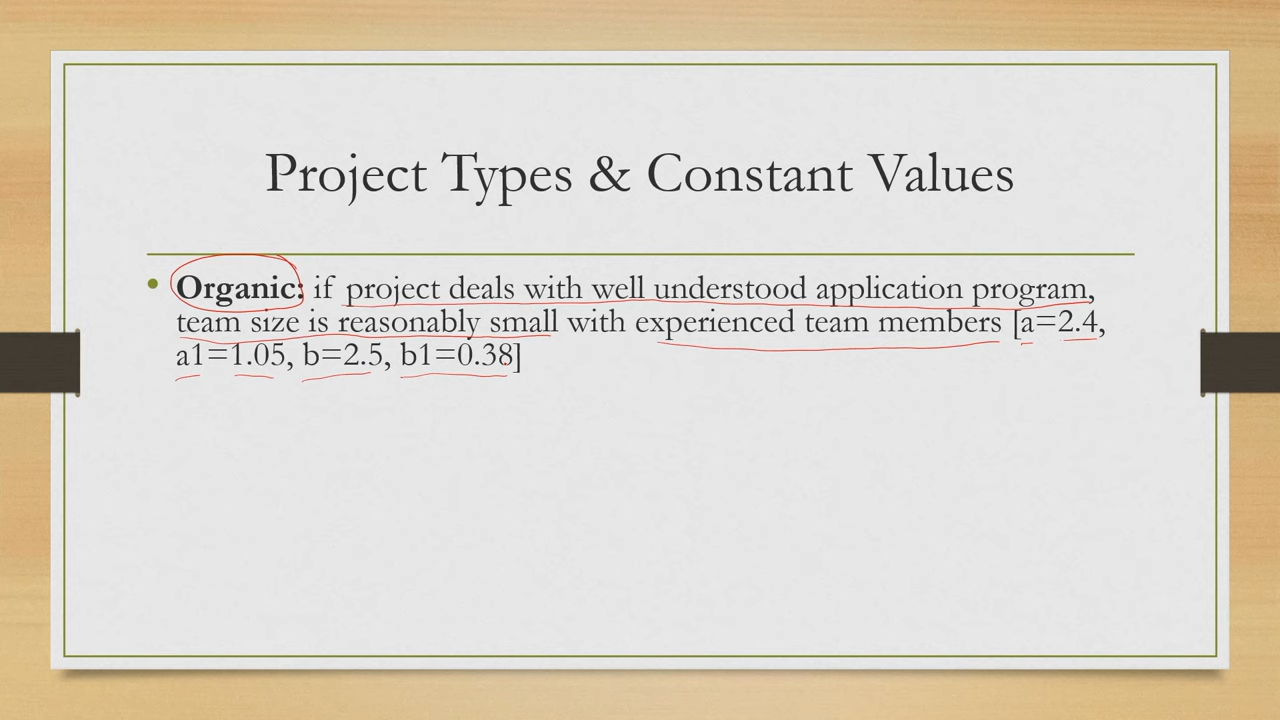 Project Types & Constant Values
• Organic: if project deals with well understood application program,
team size is reasonably small with experienced team members [a=2.4,
a1=1.05, b=2.5, b1=0.38]